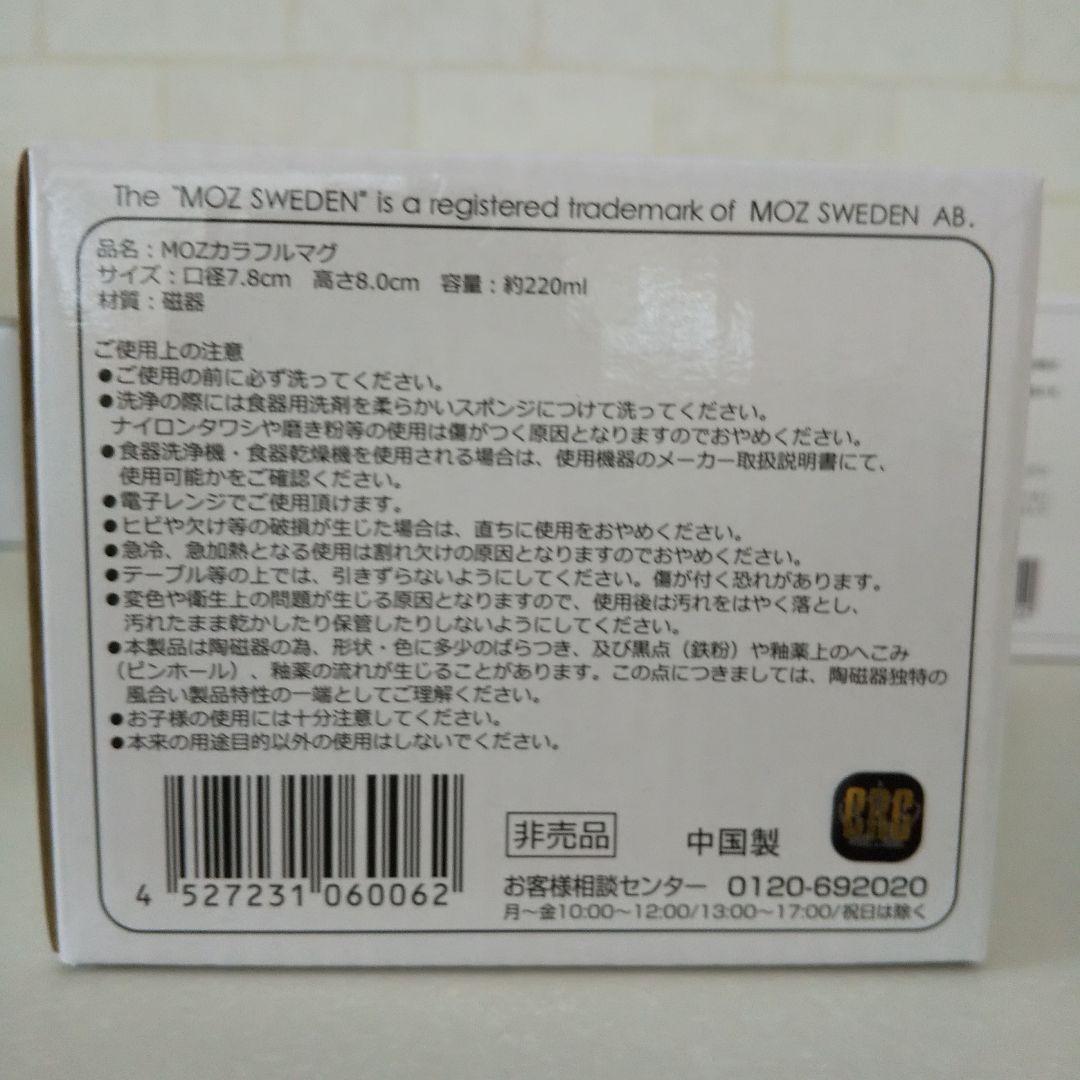 The "MOZ SWEDEN" is a registered trademark of MOZ SWEDEN AB.
品名:MOZカラフルマグ
サイズ:口径7.8cm 高さ8.0cm 容量:約220ml
材質:磁器
ご使用上の注意
●ご使用の前に必ず洗ってください。
●洗浄の際には食器用洗剤を柔らかいスポンジにつけて洗ってください。
ナイロンタワシや磨き粉等の使用は傷がつく原因となりますのでおやめください。
●食器洗浄機・食器乾燥機を使用される場合は、使用機器のメーカー取扱説明書にて、
使用可能かをご確認ください。
●電子レンジでご使用頂けます。
●ヒビや欠け等の破損が生じた場合は、直ちに使用をおやめください。
●急冷、急加熱となる使用は割れ欠けの原因となりますのでおやめください。
●テーブル等の上では、引きずらないようにしてください。傷が付く恐れがあります。
●変色や衛生上の問題が生じる原因となりますので、使用後は汚れをはやく落とし、
汚れたまま乾かしたり保管したりしないようにしてください。
●本製品は陶磁器の為、形状・色に多少のばらつき、及び黒点(鉄粉)や釉薬上のへこみ
(ピンホール)、釉薬の流れが生じることがあります。この点につきましては、陶磁器独特の
風合い製品特性の一端としてご理解ください。
●お子様の使用には十分注意してください。
●本来の用途目的以外の使用はしないでください。
4 527231 060062
非売品 中国製
CRG
お客様相談センター 0120-692020
月~金10:00~12:00/13:00~17:00/祝日は除く